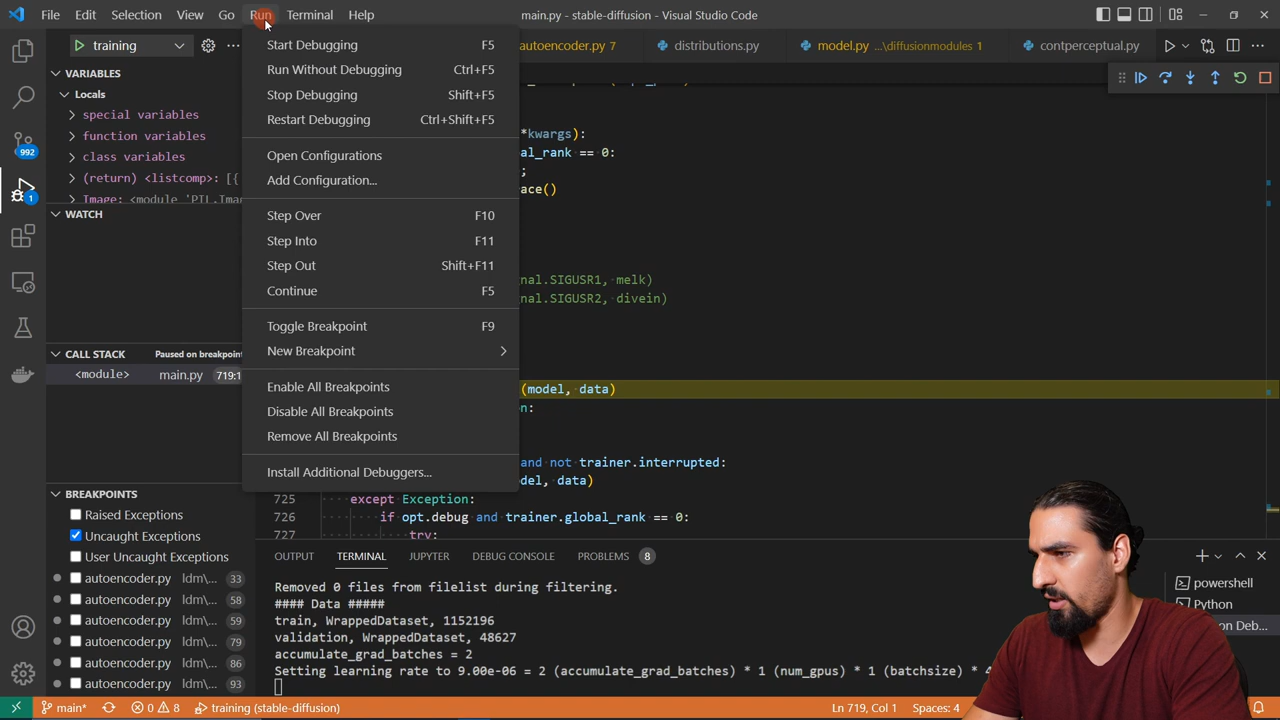 File Edit Selection View Go Run Terminal Help
main.py - stable-diffusion - Visual Studio Code
training
autoencoder.py 7
distributions.py
model.py ...\diffusionmodules 1
contperceptual.py
VARIABLES
Locals
special variables
function variables
class variables
(return) <listcomp>: [{
Image: <module 'PIL.Ima
WATCH
CALL STACK Paused on breakpoint
<module> main.py 719:1
BREAKPOINTS
Raised Exceptions
Uncaught Exceptions
User Uncaught Exceptions
autoencoder.py ldm\... 33
autoencoder.py ldm\... 58
autoencoder.py ldm\... 59
autoencoder.py ldm\... 79
autoencoder.py ldm\... 86
autoencoder.py ldm\... 93
992
1
Start Debugging F5
Run Without Debugging Ctrl+F5
Stop Debugging Shift+F5
Restart Debugging Ctrl+Shift+F5
Open Configurations
Add Configuration...
Step Over F10
Step Into F11
Step Out Shift+F11
Continue F5
Toggle Breakpoint F9
New Breakpoint
Enable All Breakpoints
Disable All Breakpoints
Remove All Breakpoints
Install Additional Debuggers...
*kwargs):
al_rank == 0:
;
ace()
nal.SIGUSR1, melk)
nal.SIGUSR2, divein)
(model, data)
n:
and not trainer.interrupted:
del, data)
725 except Exception:
726 if opt.debug and trainer.global_rank == 0:
727 try:
OUTPUT TERMINAL JUPYTER DEBUG CONSOLE PROBLEMS 8
Removed 0 files from filelist during filtering.
#### Data #####
train, WrappedDataset, 1152196
validation, WrappedDataset, 48627
accumulate_grad_batches = 2
Setting learning rate to 9.00e-06 = 2 (accumulate_grad_batches) * 1 (num_gpus) * 1 (batchsize) * 4
powershell
Python
on Deb...
main* 0 8 training (stable-diffusion)
Ln 719, Col 1 Spaces: 4